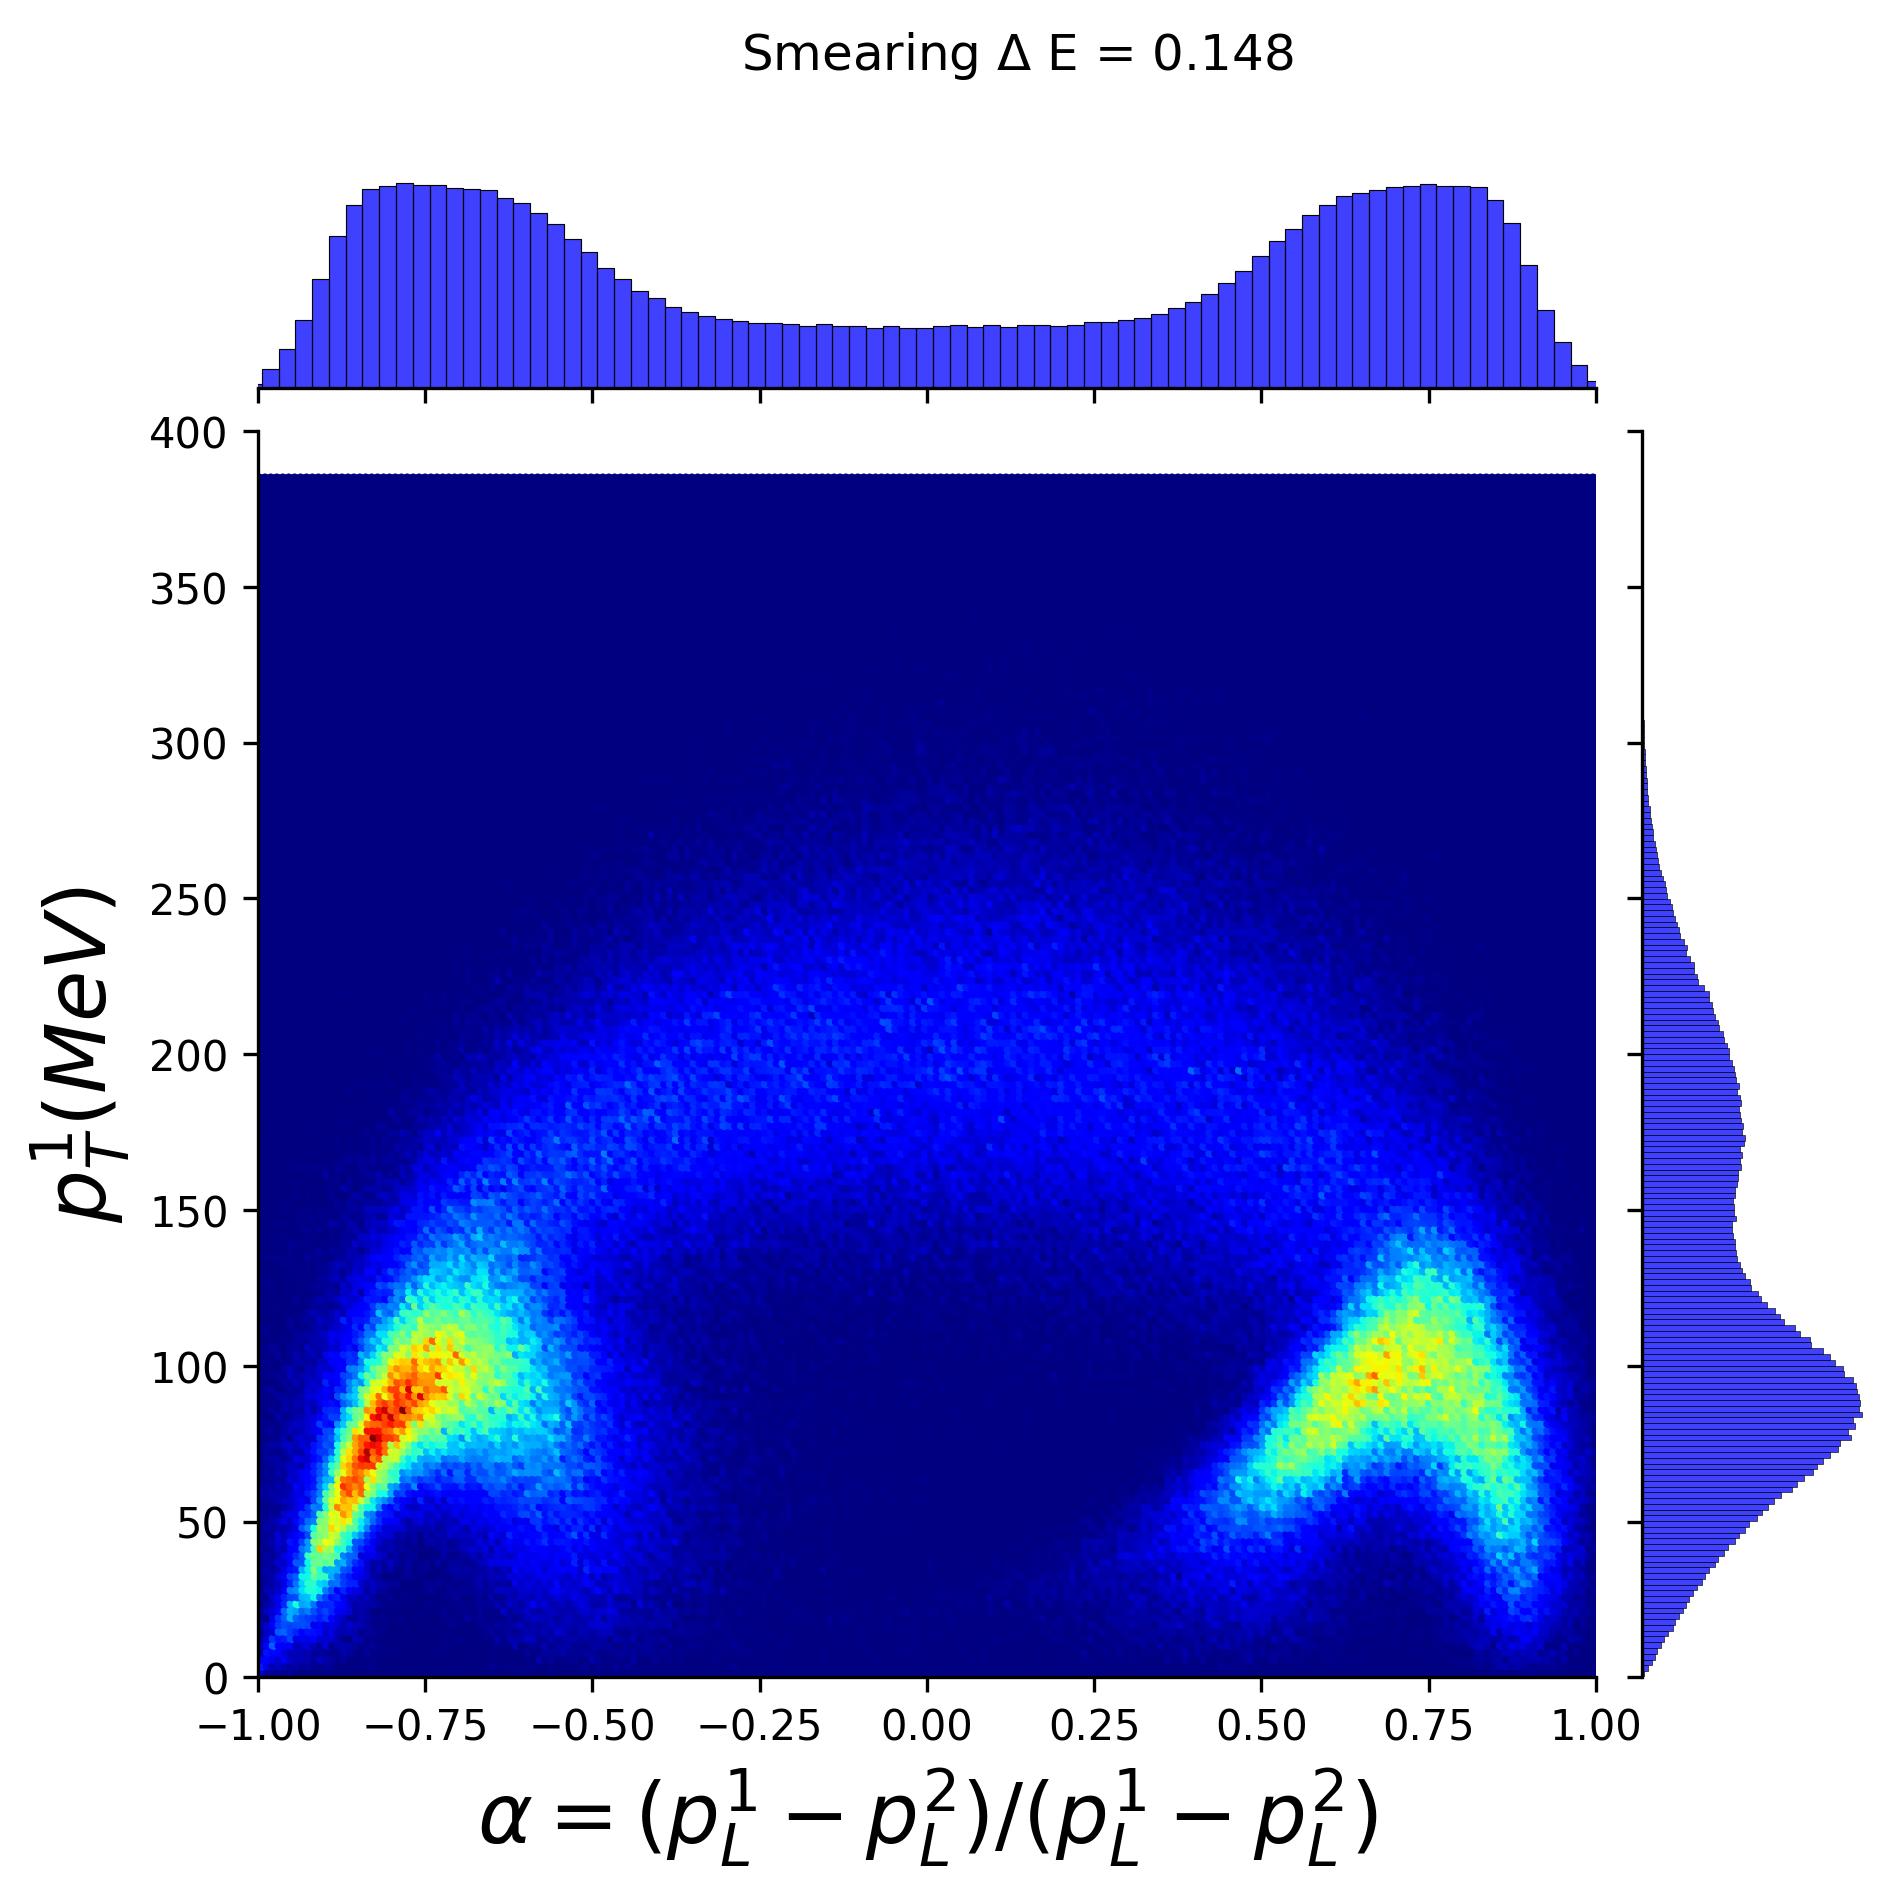 Smearing Δ E = 0.148
400
350
300
250
200
150
100
50
0
p_T^1(MeV)
−1.00 −0.75 −0.50 −0.25 0.00 0.25 0.50 0.75 1.00
α = (p_L^1 − p_L^2)/(p_L^1 − p_L^2)